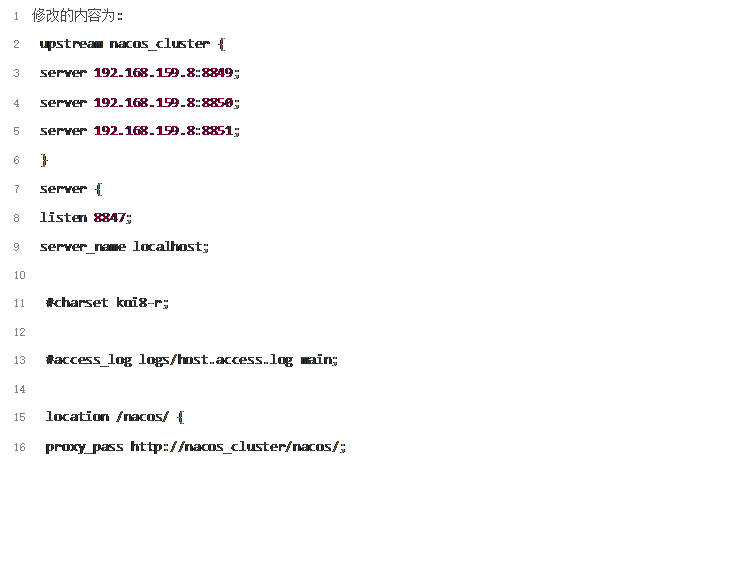 1 修改的内容为：
2 upstream nacos_cluster {
3 server 192.168.159.8:8849;
4 server 192.168.159.8:8850;
5 server 192.168.159.8:8851;
6 }
7 server {
8 listen 8847;
9 server_name localhost;
10
11 #charset koi8-r;
12
13 #access_log logs/host.access.log main;
14
15 location /nacos/ {
16 proxy_pass http://nacos_cluster/nacos/;